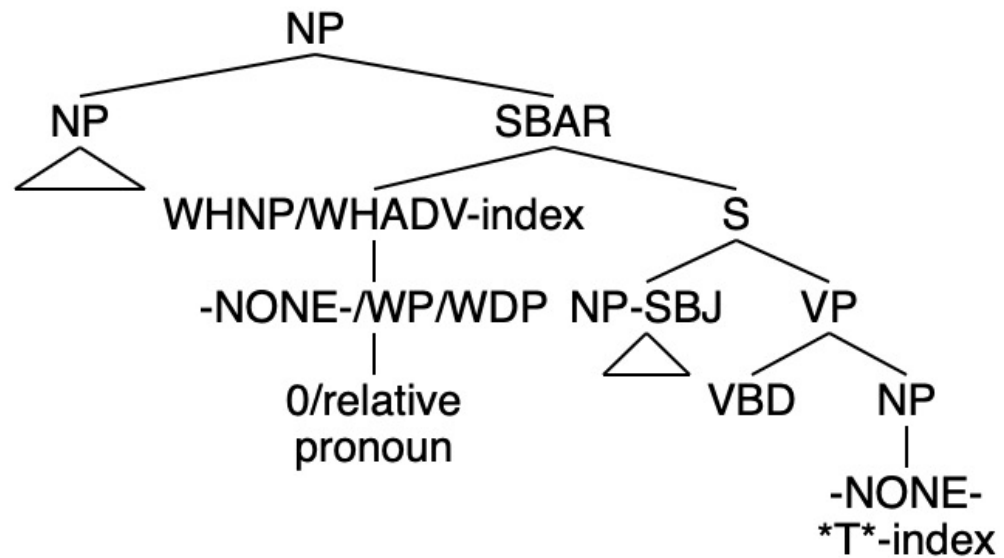 NP
NP SBAR
WHNP/WHADV-index S
-NONE-/WP/WDP NP-SBJ VP
0/relative VBD NP
pronoun
-NONE-
*T*-index